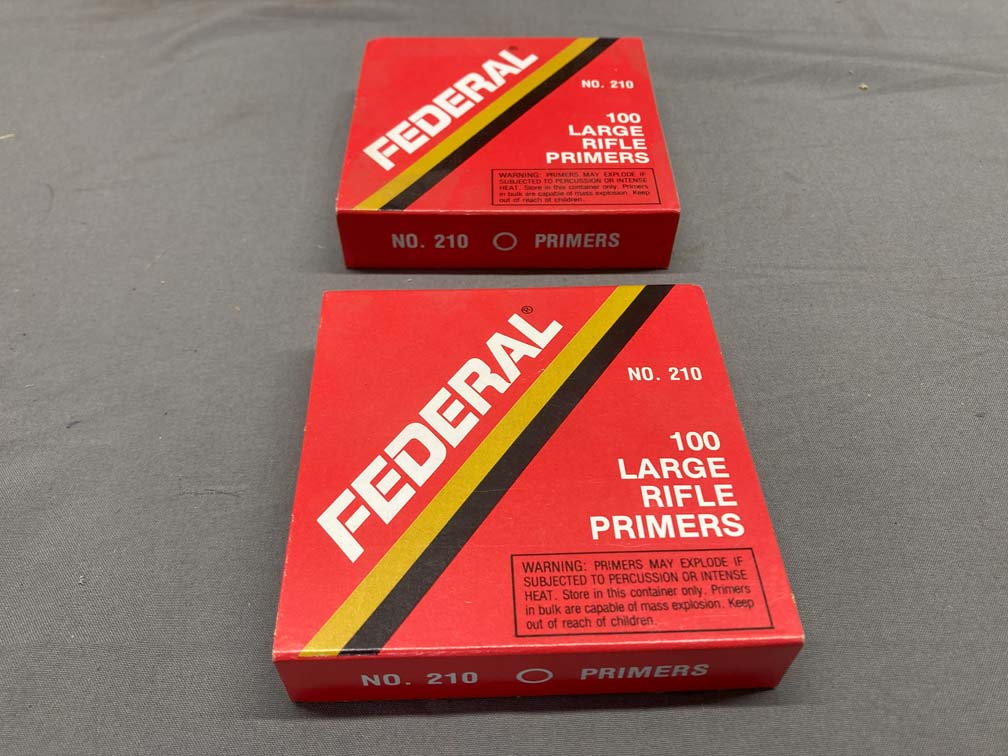 FEDERAL®
NO. 210
100
LARGE
RIFLE
PRIMERS
WARNING: PRIMERS MAY EXPLODE IF
SUBJECTED TO PERCUSSION OR INTENSE
HEAT. Store in this container only. Primers
in bulk are capable of mass explosion. Keep
out of reach of children.
NO. 210 PRIMERS
FEDERAL®
NO. 210
100
LARGE
RIFLE
PRIMERS
WARNING: PRIMERS MAY EXPLODE IF
SUBJECTED TO PERCUSSION OR INTENSE
HEAT. Store in this container only. Primers
in bulk are capable of mass explosion. Keep
out of reach of children.
NO. 210 PRIMERS